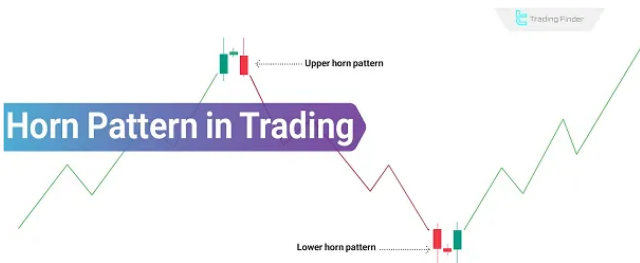 Trading Finder
Upper horn pattern
Horn Pattern in Trading
Lower horn pattern